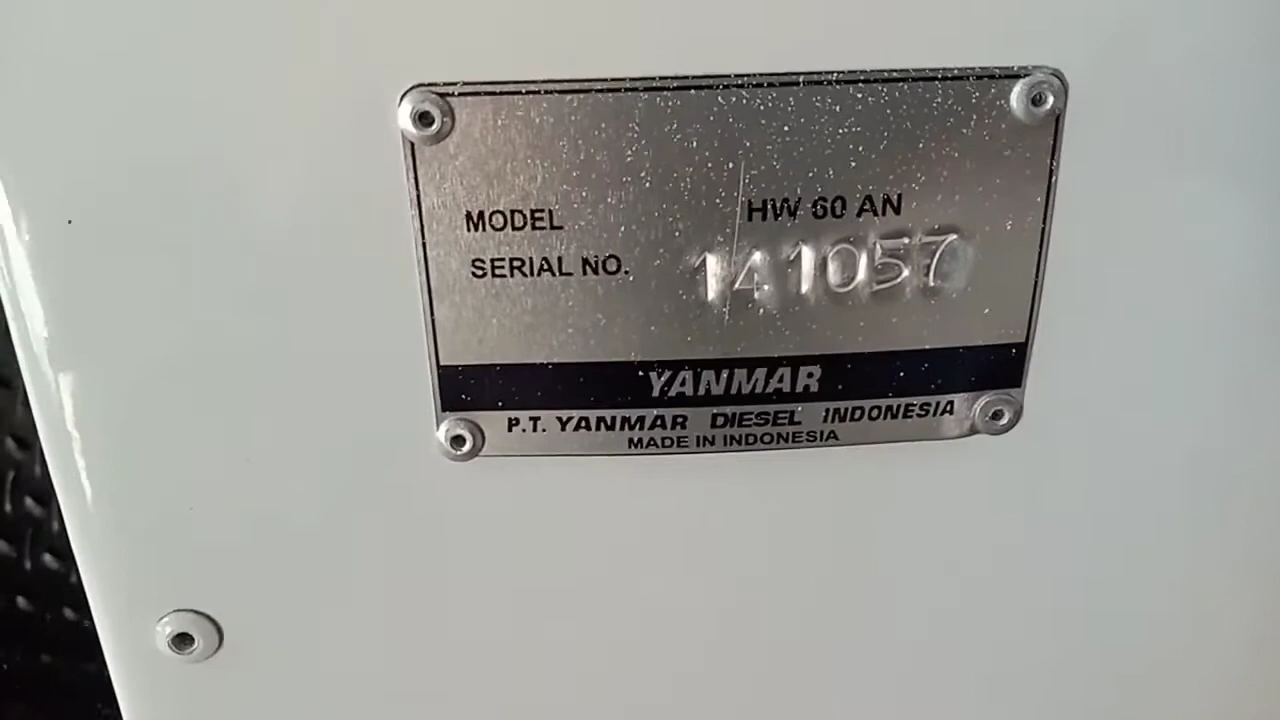 MODEL HW 60 AN
SERIAL NO. 141057
YANMAR
P.T. YANMAR DIESEL INDONESIA
MADE IN INDONESIA